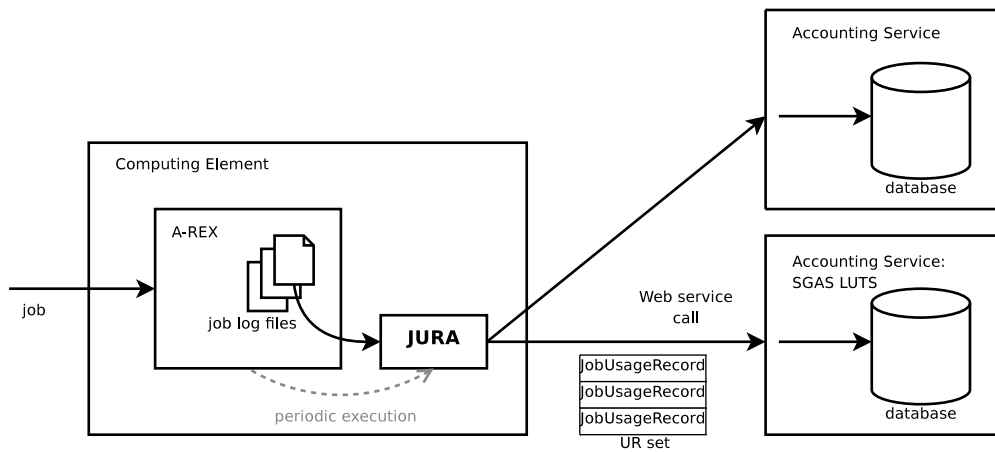 Accounting Service
database
Computing Element
A-REX
job log files
job
JURA
periodic execution
Web service
call
JobUsageRecord
JobUsageRecord
JobUsageRecord
UR set
Accounting Service:
SGAS LUTS
database